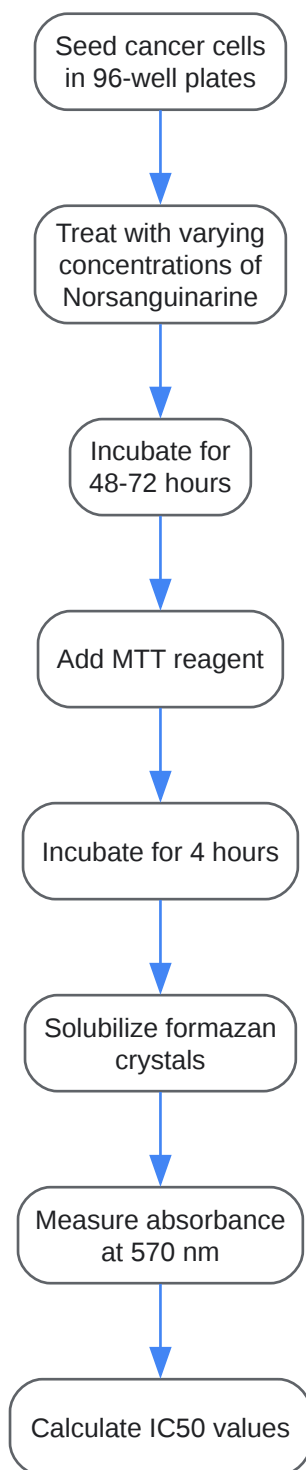 Seed cancer cells
in 96-well plates
Treat with varying
concentrations of
Norsanguinarine
Incubate for
48-72 hours
Add MTT reagent
Incubate for 4 hours
Solubilize formazan
crystals
Measure absorbance
at 570 nm
Calculate IC50 values